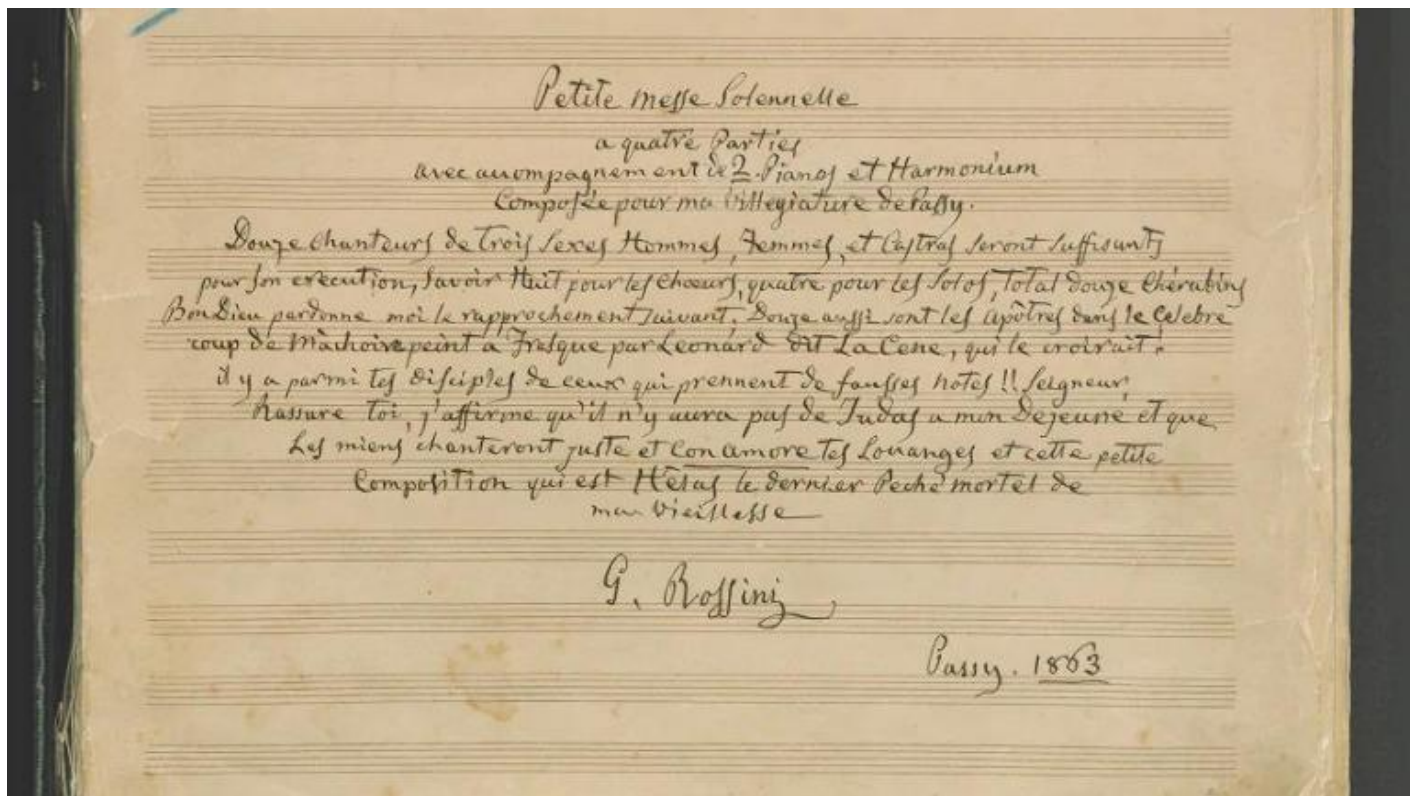 Petite messe Solennelle
a quatre Parties
avec accompagnement de 2 Pianos et Harmonium
Composée pour ma Villegiature de Passy.
Douze Chanteurs de trois Sexes Hommes, Femmes, et Castras seront suffisants
pour son execution, Savoir Huit pour les Choeurs, quatre pour les Solos, total douze Chérubins
Bon Dieu pardonne moi le rapprochement suivant. Douze aussi sont les Apôtres dans le Celebre
coup de Mâchoire peint a Fresque par Leonard dit La Cene, qui le croirait.
il y a parmi tes disciples de ceux qui prennent de fausses notes!! Seigneur,
Rassure toi, j'affirme qu'il n'y aura pas de Judas a mon Dejeuné et que
Les miens chanteront juste et Con amore tes Louanges et cette petite
Composition qui est Hélas le dernier Peché mortel de
ma vieillesse
G. Rossini
Passy. 1863